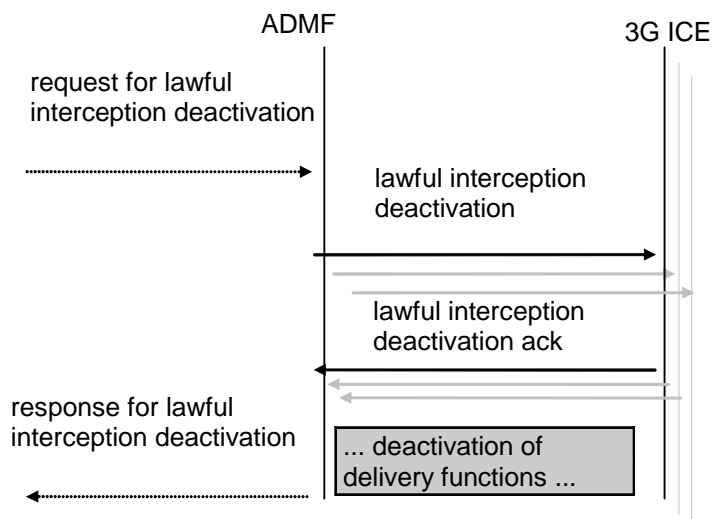 ADMF
3G ICE
request for lawful
interception deactivation
lawful interception
deactivation
lawful interception
deactivation ack
response for lawful
interception deactivation
... deactivation of
delivery functions ...